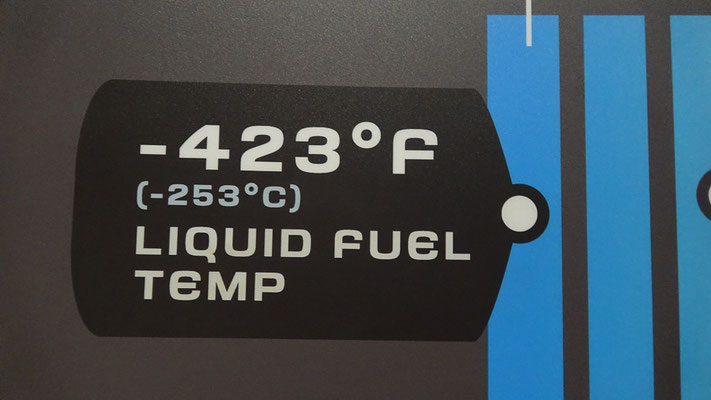 -423°F
(-253°C)
LIQUID FUEL
TEMP